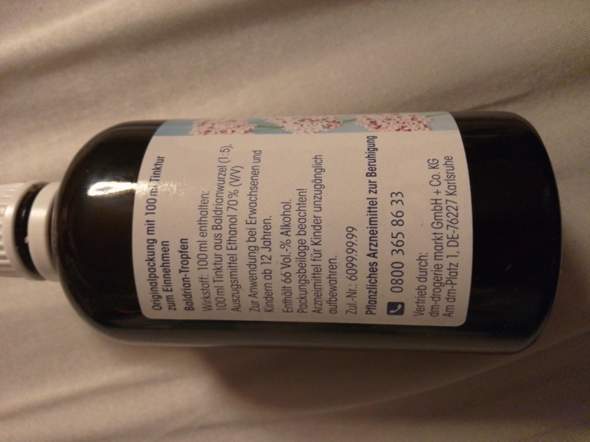 Originalpackung mit 100 ml Tinktur
zum Einnehmen
Baldrian-Tropfen
Wirkstoff: 100 ml enthalten:
100 ml Tinktur aus Baldrianwurzel (1:5),
Auszugsmittel Ethanol 70% (V/V)
Zur Anwendung bei Erwachsenen und
Kindern ab 12 Jahren.
Enthält 66 Vol.-% Alkohol.
Packungsbeilage beachten!
Arzneimittel für Kinder unzugänglich
aufbewahren.
Zul.-Nr.: 6099.99.99
Pflanzliches Arzneimittel zur Beruhigung
0800 365 86 33
Vertrieb durch:
dm-drogerie markt GmbH + Co. KG
Am dm-Platz 1, DE-76227 Karlsruhe